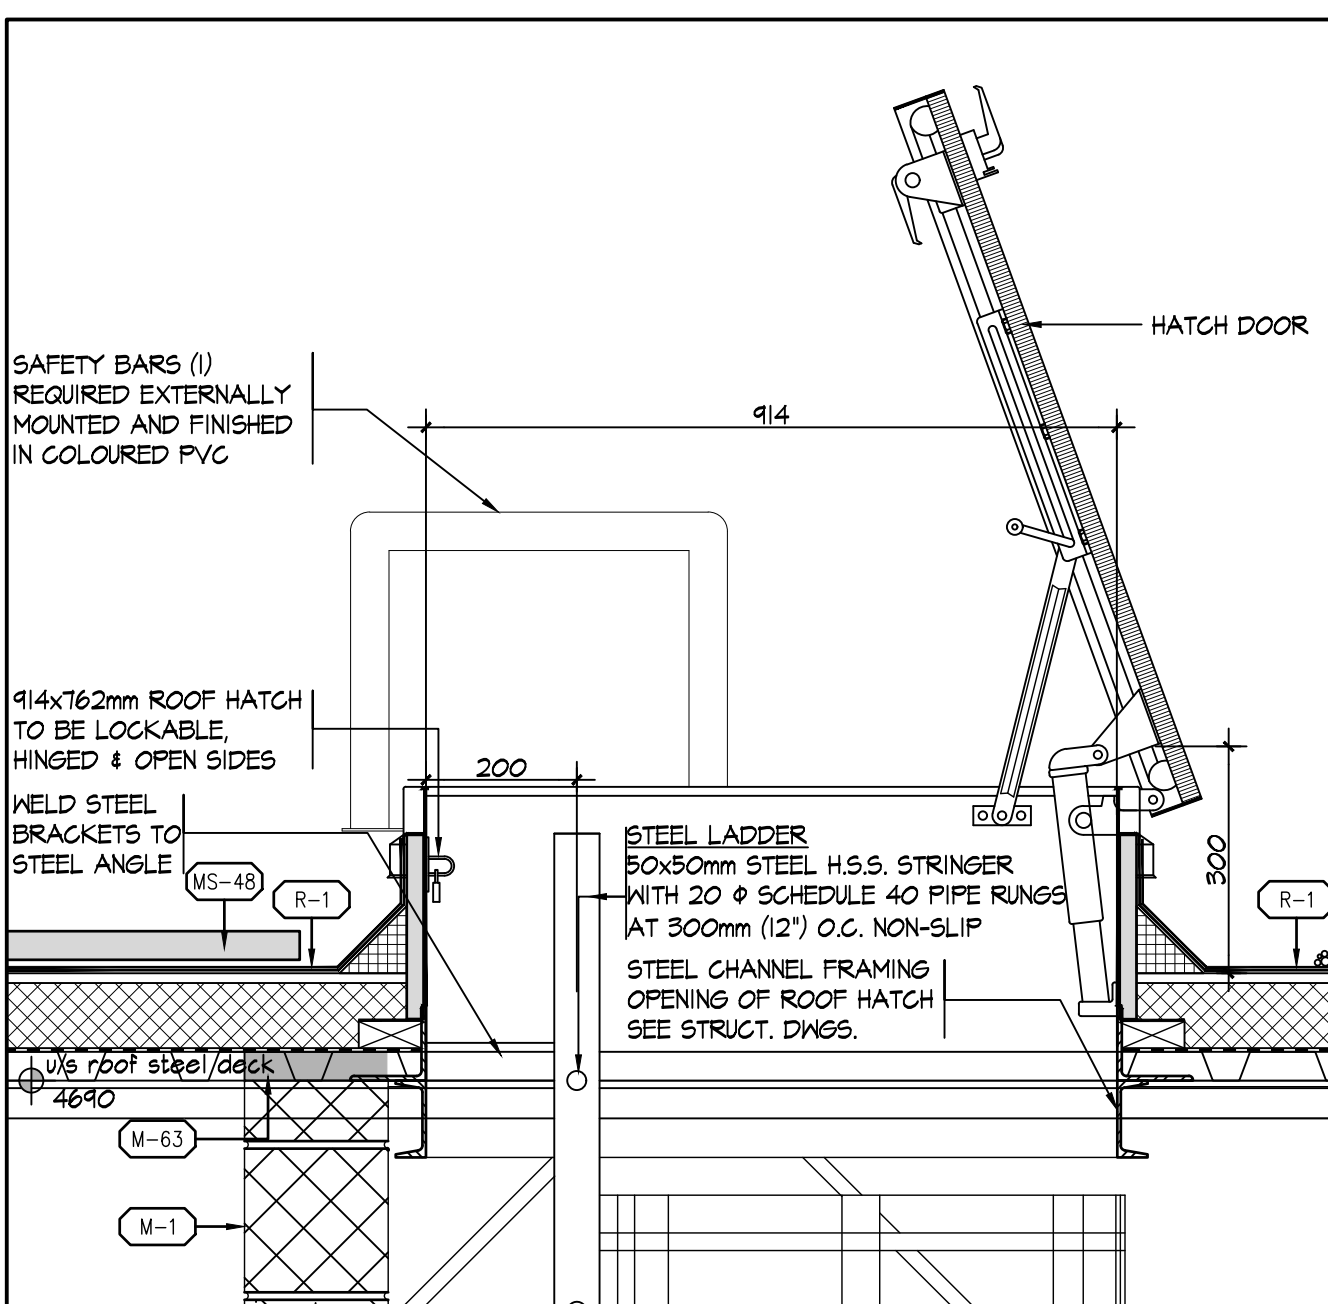 HATCH DOOR
SAFETY BARS (1)
REQUIRED EXTERNALLY
MOUNTED AND FINISHED
IN COLOURED PVC
914
914x762mm ROOF HATCH
TO BE LOCKABLE,
HINGED & OPEN SIDES
200
WELD STEEL
BRACKETS TO
STEEL ANGLE
STEEL LADDER
50x50mm STEEL H.S.S. STRINGER
WITH 20 Φ SCHEDULE 40 PIPE RUNGS
AT 300mm (12") O.C. NON-SLIP
300
MS-48
R-1
R-1
STEEL CHANNEL FRAMING
OPENING OF ROOF HATCH
SEE STRUCT. DWGS.
u/s roof steel deck
4690
M-63
M-1